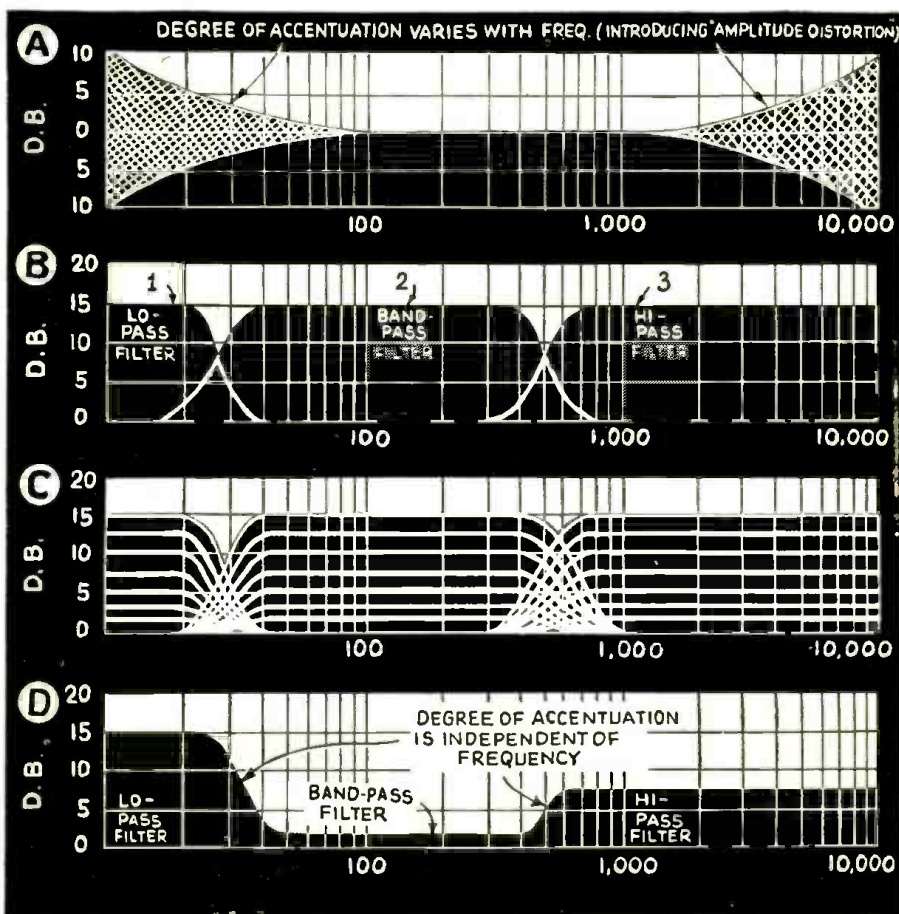 A
DEGREE OF ACCENTUATION VARIES WITH FREQ. (INTRODUCING "AMPLITUDE DISTORTION)
D.B.
10
5
0
5
10
100
1,000
10,000
B
D.B.
20
15
10
5
0
1
2
3
LO-
PASS
FILTER
BAND-
PASS
FILTER
HI-
PASS
FILTER
100
1,000
10,000
C
D.B.
20
15
10
5
0
100
1,000
10,000
D
D.B.
20
15
10
5
0
DEGREE OF ACCENTUATION
IS INDEPENDENT OF
FREQUENCY
LO-
PASS
FILTER
BAND-PASS
FILTER
HI-
PASS
FILTER
100
1,000
10,000